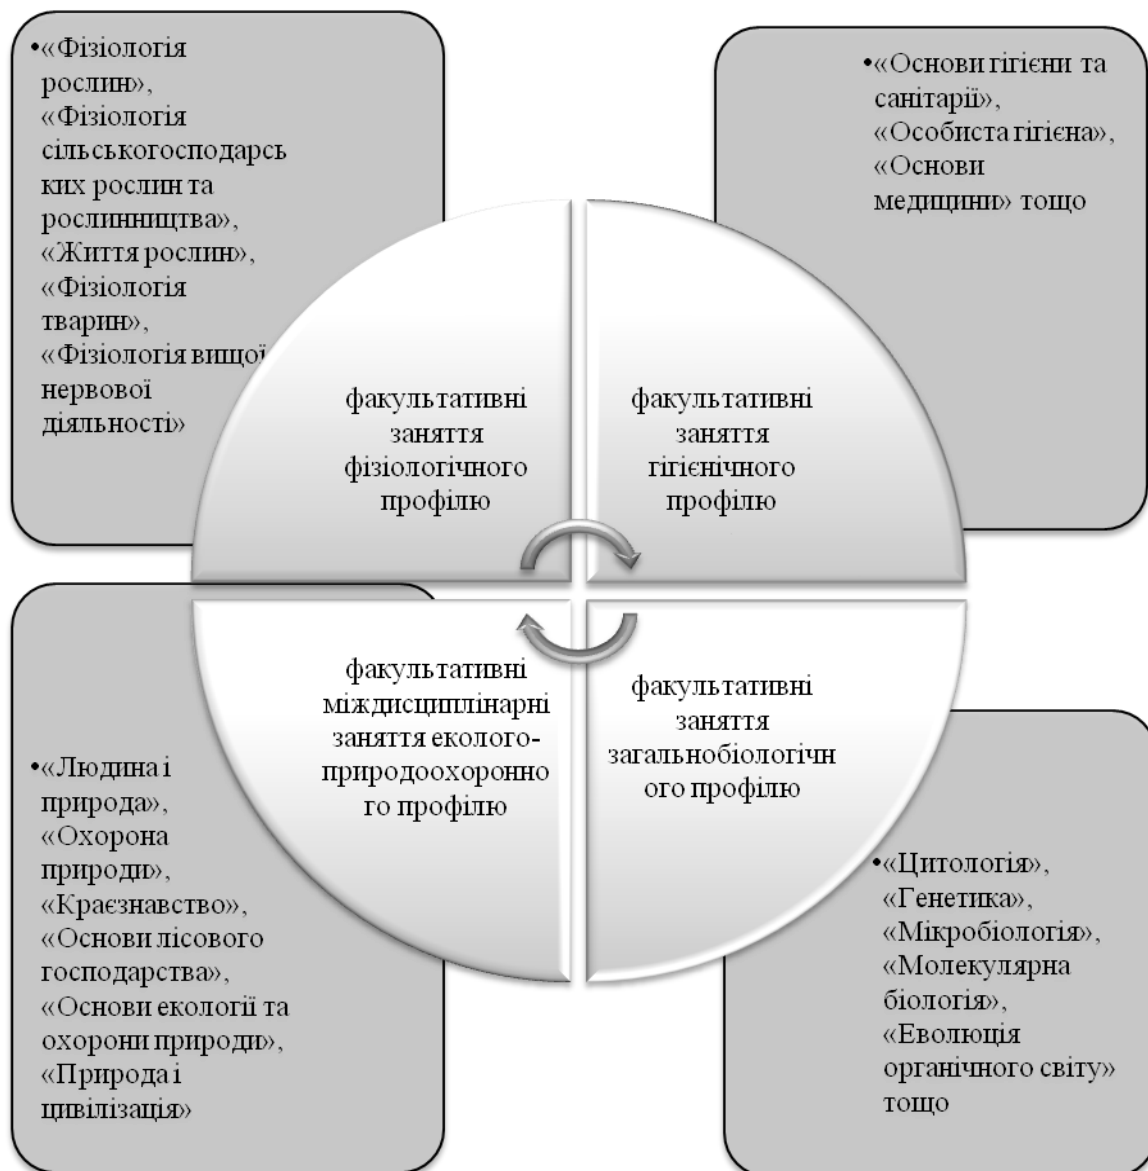 •«Фізіологія
рослин»,
«Фізіологія
сільськогосподарсь
ких рослин та
рослинництва»,
«Життя рослин»,
«Фізіологія
тварин»,
«Фізіологія вищої
нервової
діяльності»
•«Основи гігієни та
санітарії»,
«Особиста гігієна»,
«Основи
медицини» тощо
факультативні
заняття
фізіологічного
профілю
факультативні
заняття
гігієнічного
профілю
факультативні
міждисциплінарні
заняття еколого-
природоохоронно
го профілю
факультативні
заняття
загальнобіологічн
ого профілю
•«Людина і
природа»,
«Охорона
природи»,
«Краєзнавство»,
«Основи лісового
господарства»,
«Основи екології та
охорони природи»,
«Природа і
цивілізація»
•«Цитологія»,
«Генетика»,
«Мікробіологія»,
«Молекулярна
біологія»,
«Еволюція
органічного світу»
тощо